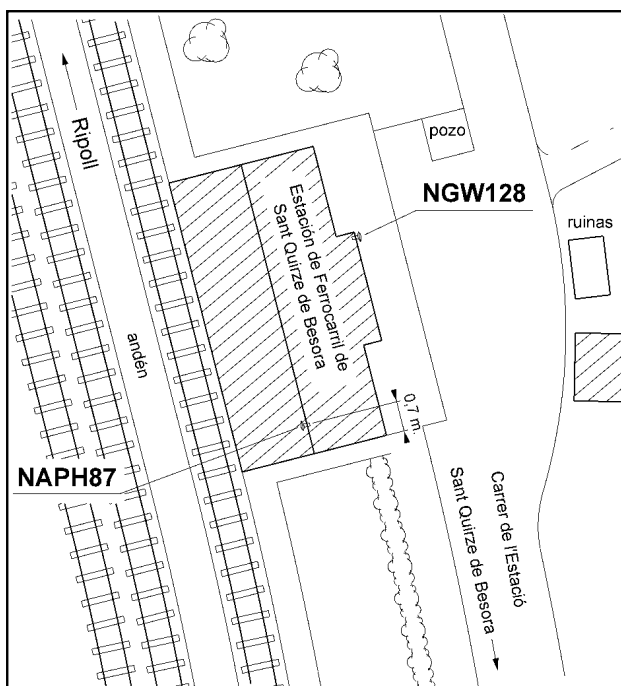 Ripoll
pozo
NGW128
ruinas
Estación de Ferrocarril de
Sant Quirze de Besora
andén
0,7 m.
NAPH87
Carrer de l'Estació
Sant Quirze de Besora